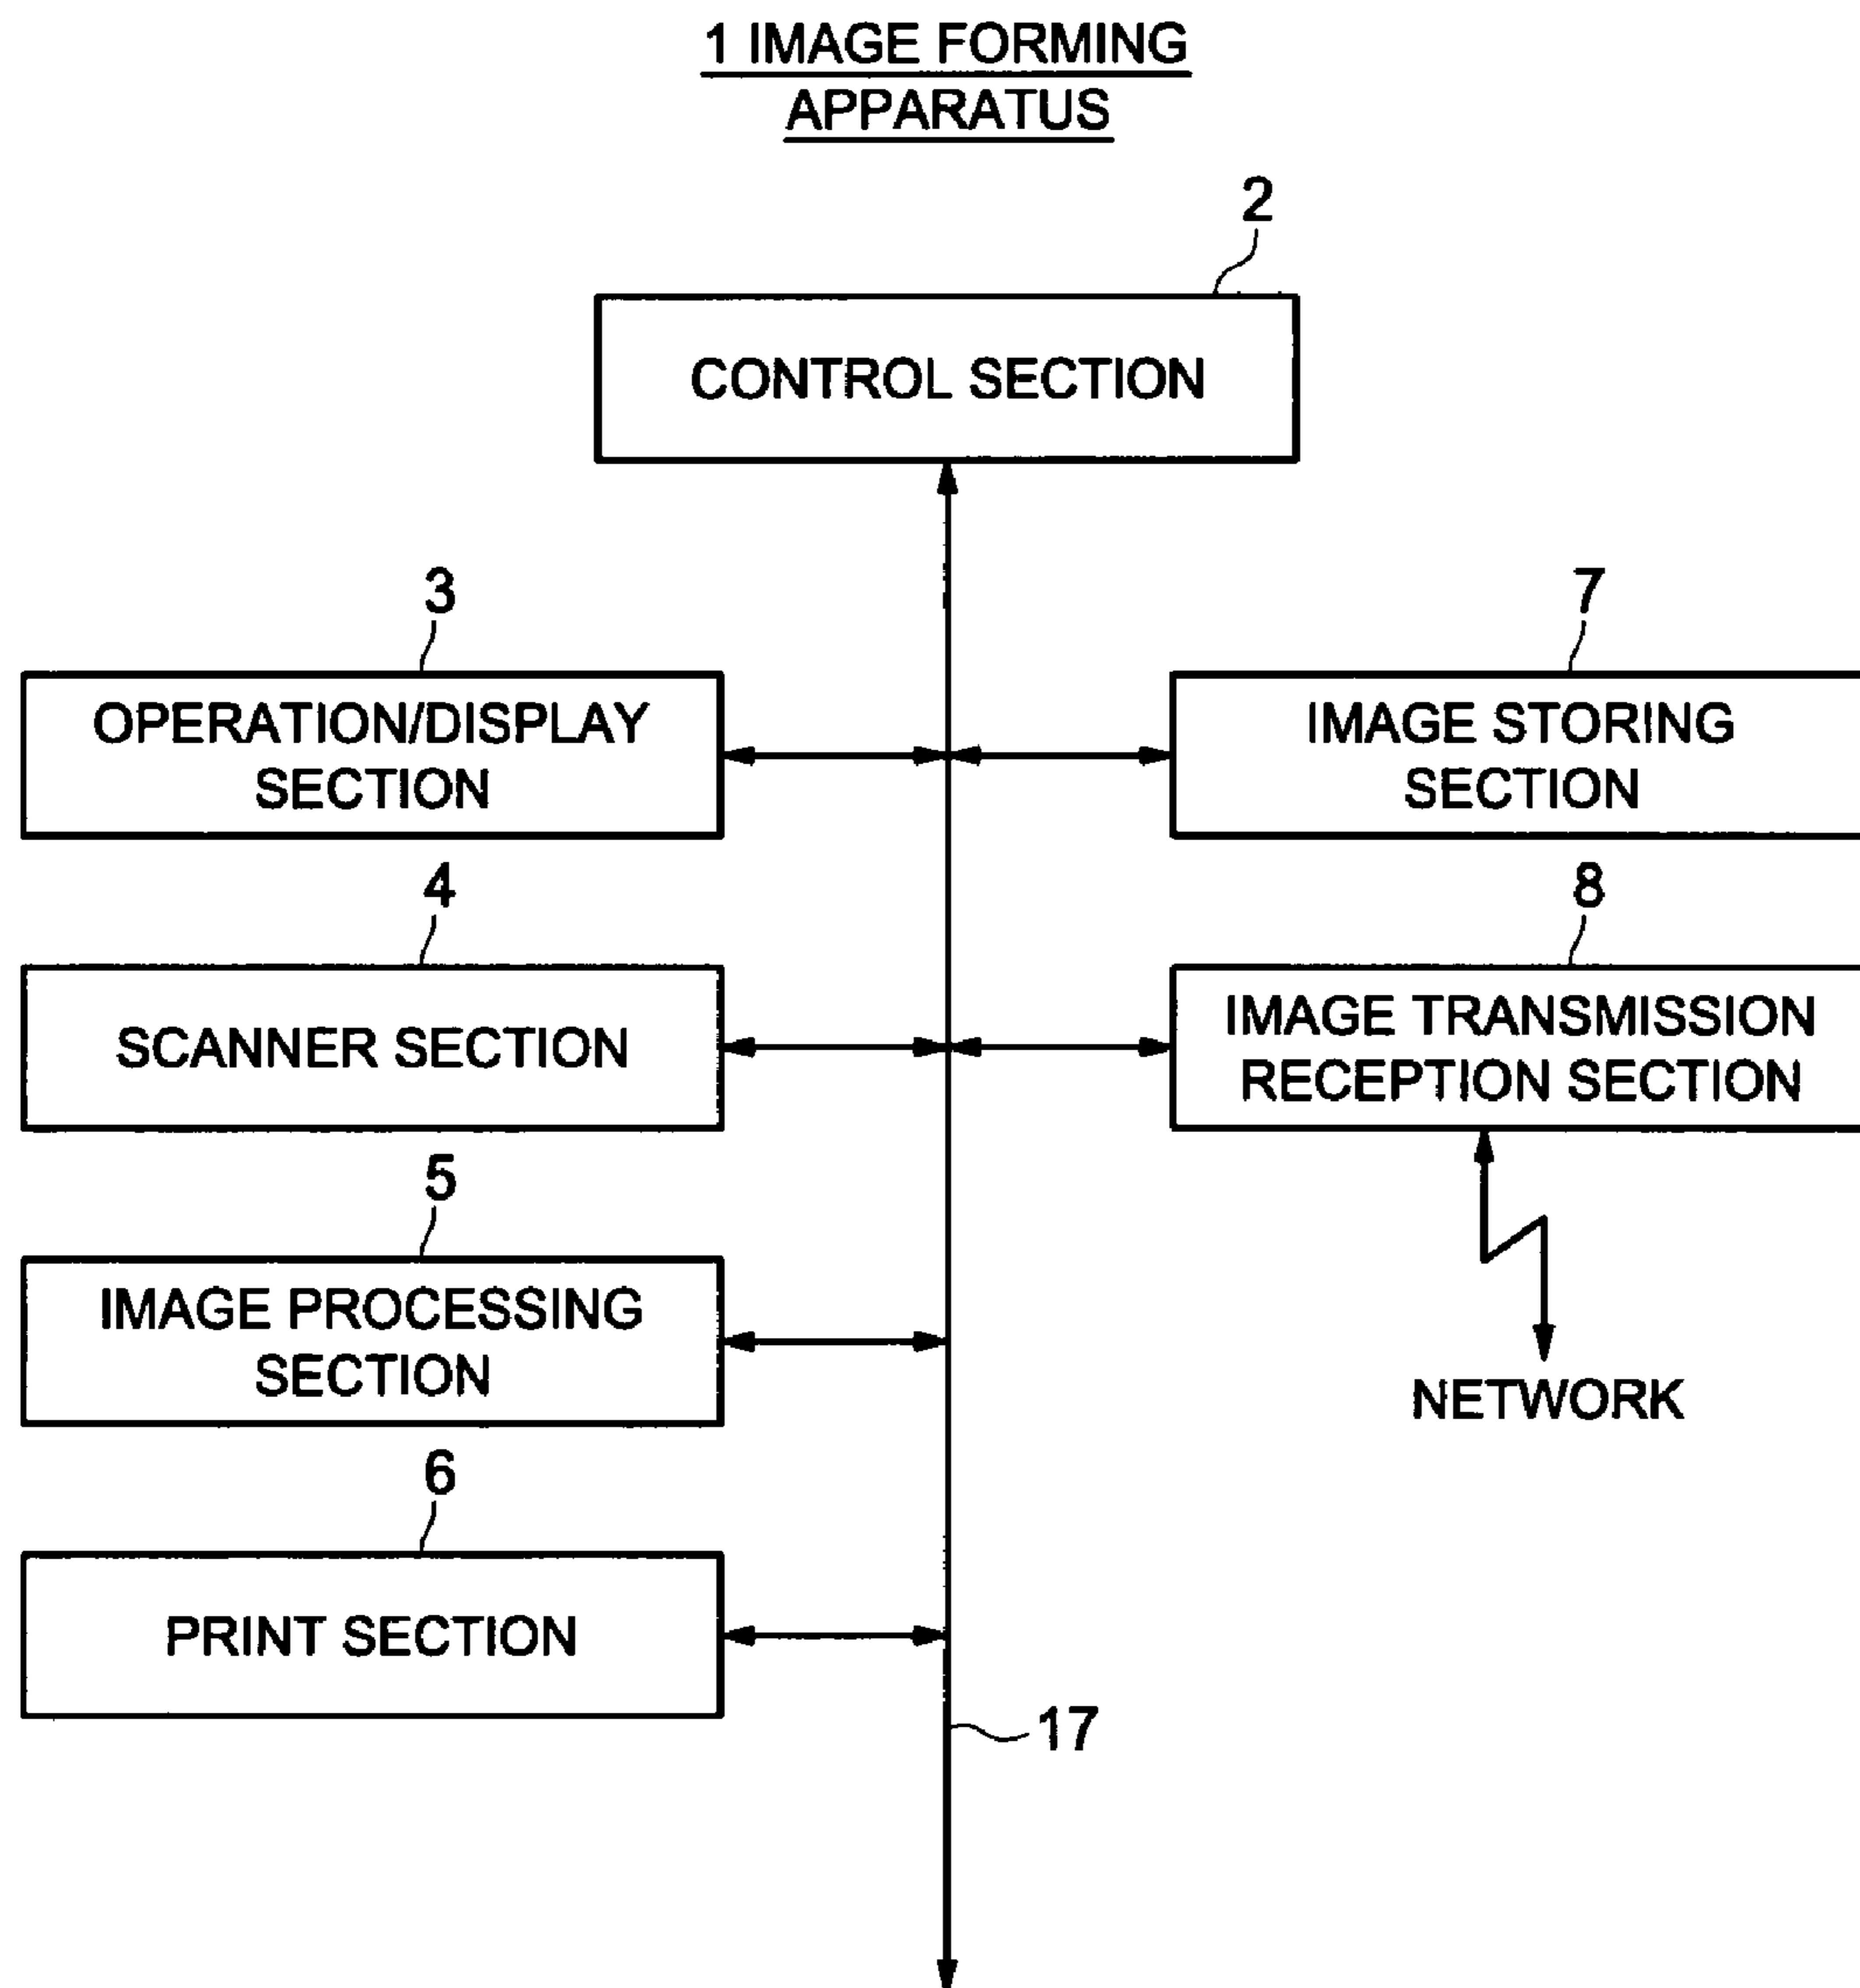 1 IMAGE FORMING
APPARATUS
2
CONTROL SECTION
3
OPERATION/DISPLAY
SECTION
7
IMAGE STORING
SECTION
4
SCANNER SECTION
8
IMAGE TRANSMISSION
RECEPTION SECTION
5
IMAGE PROCESSING
SECTION
NETWORK
6
PRINT SECTION
17